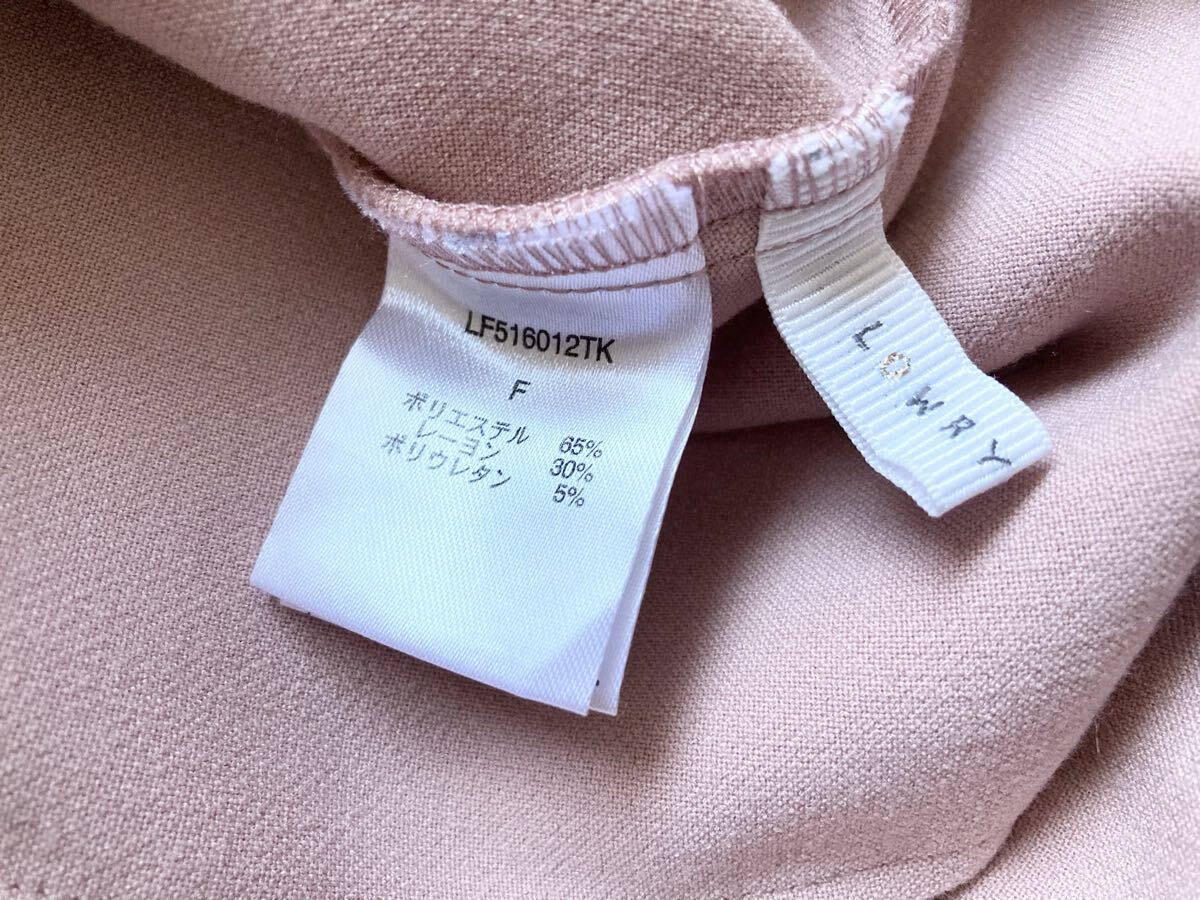 LF516012TK
F
ポリエステル 65%
レーヨン 30%
ポリウレタン 5%
LOWRY